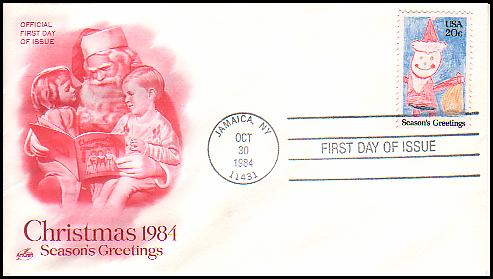 OFFICIAL
FIRST DAY
OF ISSUE
USA
20c
Season's Greetings
JAMAICA, NY
OCT
30
1984
11431
FIRST DAY OF ISSUE
Christmas 1984
Season's Greetings